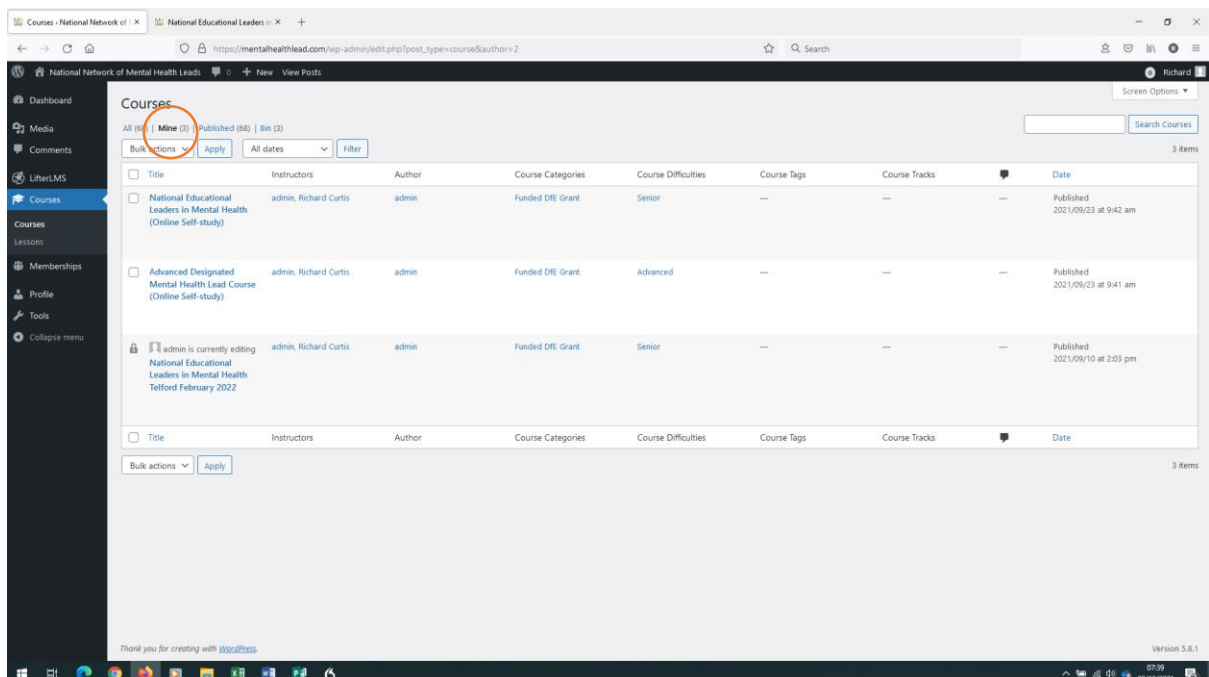 Courses ‹ National Network of
National Educational Leaders in
https://mentalhealthlead.com/wp-admin/edit.php?post_type=course&author=2
Search
National Network of Mental Health Leads 0 + New View Posts
Richard
Dashboard
Media
Comments
LifterLMS
Courses
Courses
Lessons
Memberships
Profile
Tools
Collapse menu
Screen Options ▼
Courses
All | Mine (3) | Published (68) | Bin (3)
Search Courses
Bulk actions Apply All dates Filter
3 items
Title Instructors Author Course Categories Course Difficulties Course Tags Course Tracks Date
National Educational
Leaders in Mental Health
(Online Self-study)
admin, Richard Curtis admin Funded DfE Grant Senior — — — Published
2021/09/23 at 9:42 am
Advanced Designated
Mental Health Lead Course
(Online Self-study)
admin, Richard Curtis admin Funded DfE Grant Advanced — — — Published
2021/09/23 at 9:41 am
admin is currently editing
National Educational
Leaders in Mental Health
Telford February 2022
admin, Richard Curtis admin Funded DfE Grant Senior — — — Published
2021/09/10 at 2:03 pm
Title Instructors Author Course Categories Course Difficulties Course Tags Course Tracks Date
Bulk actions Apply
3 items
Thank you for creating with WordPress.
Version 5.8.1
07:39